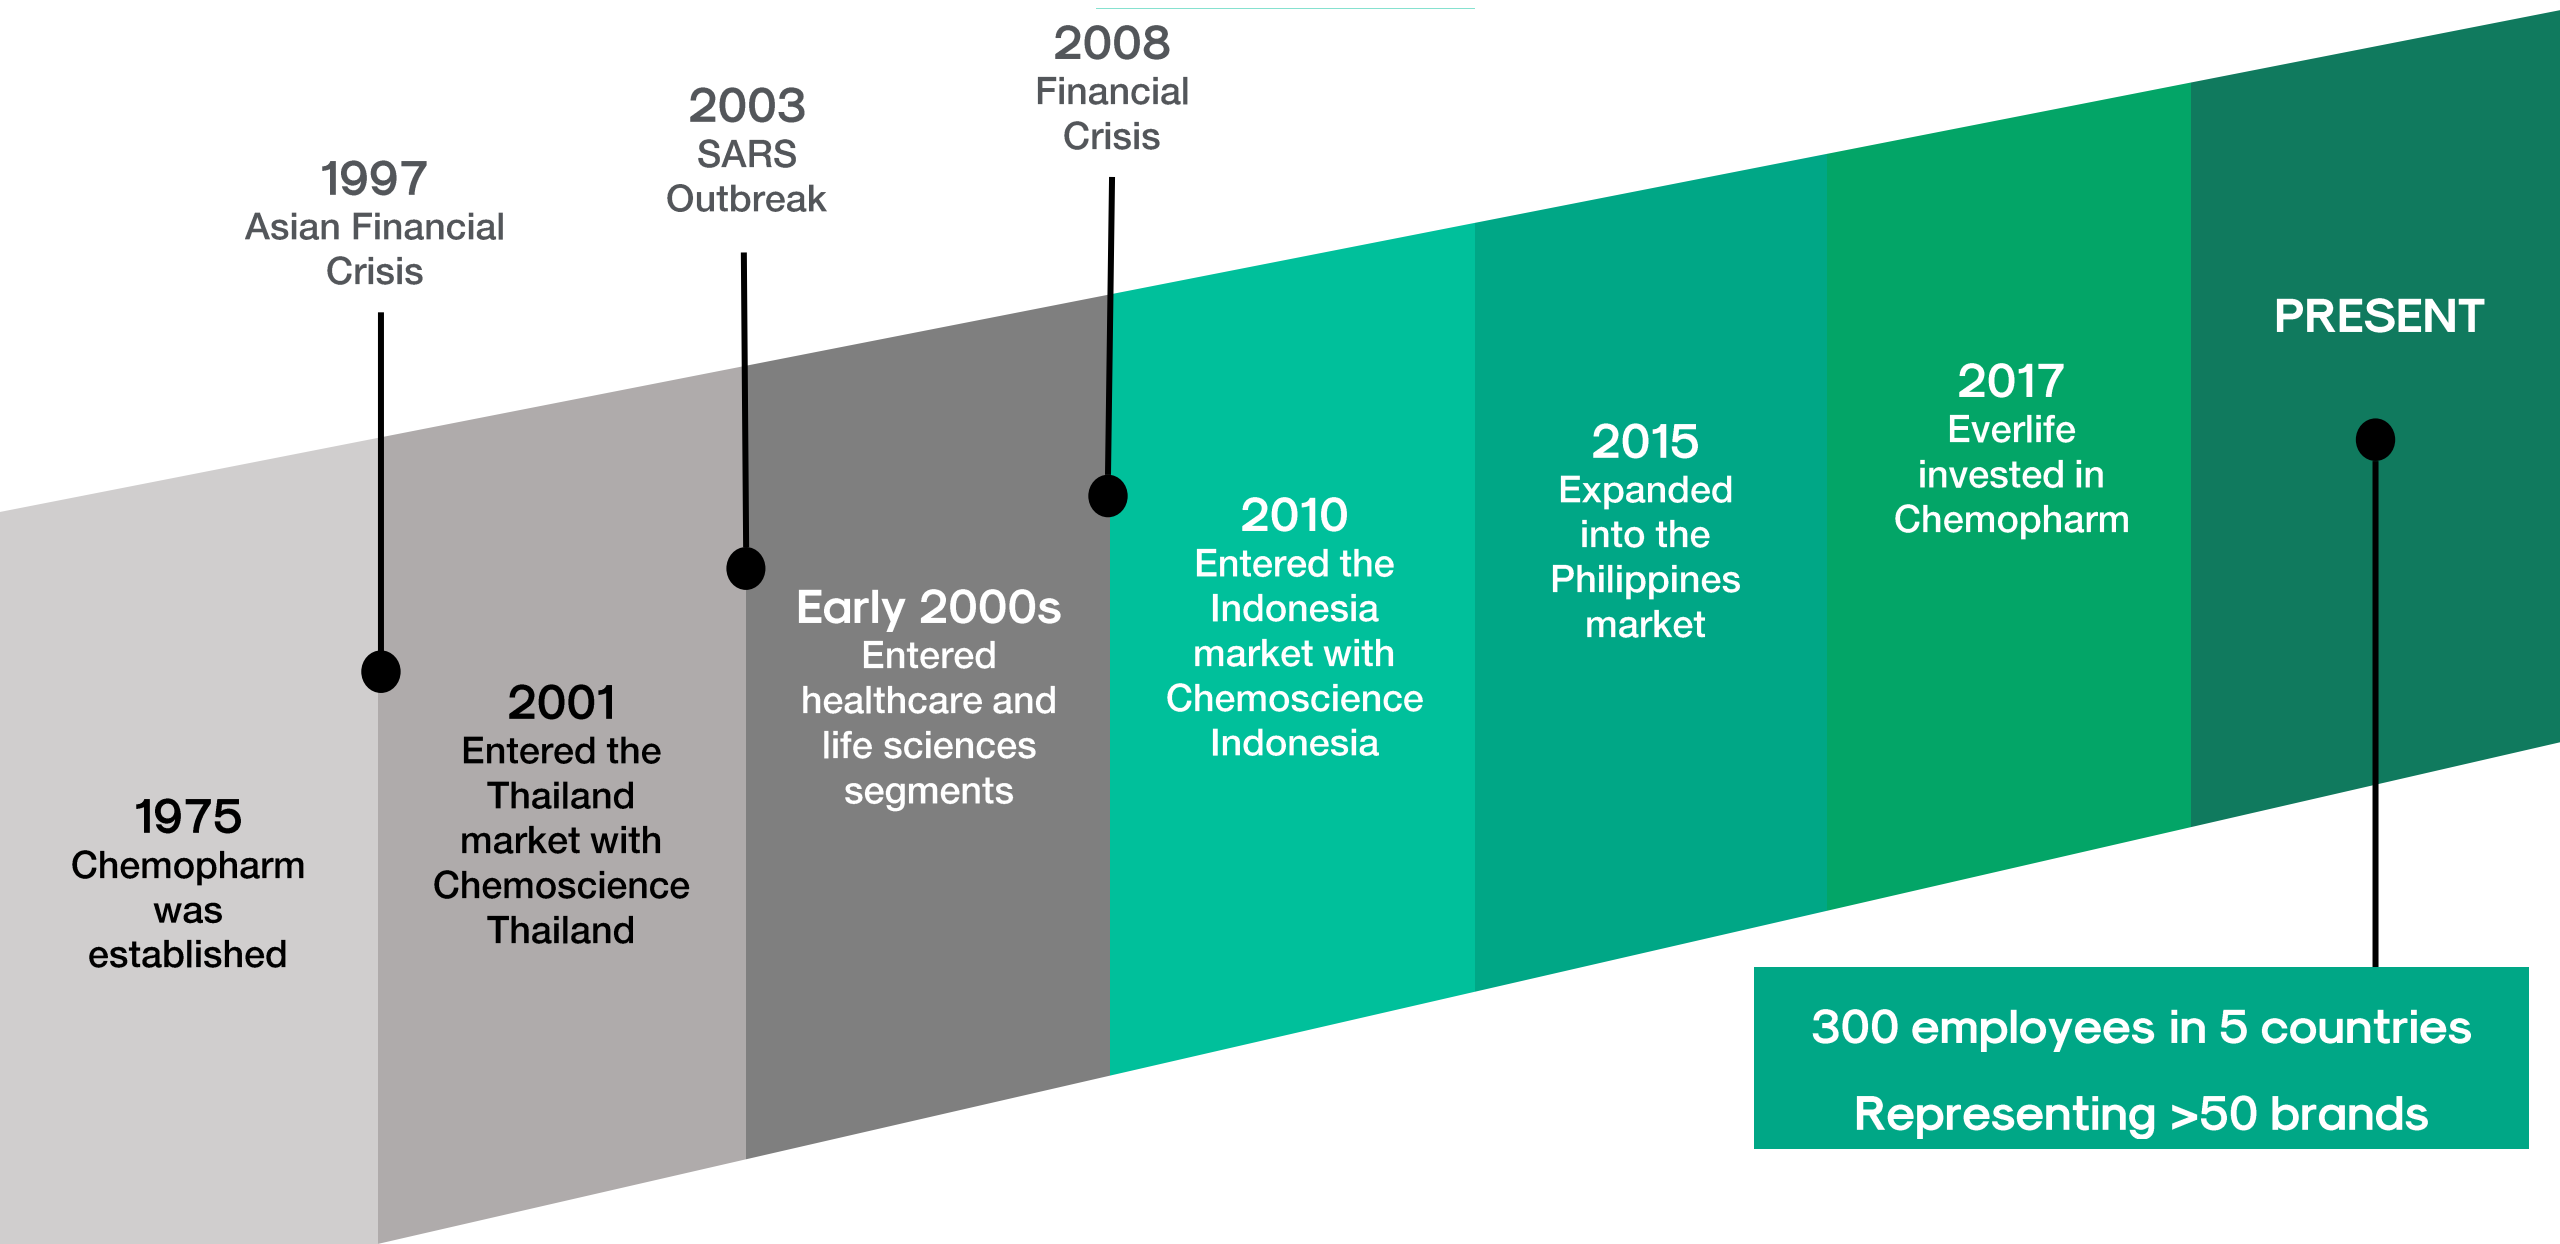 1997
Asian Financial
Crisis
2003
SARS
Outbreak
2008
Financial
Crisis
1975
Chemopharm
was
established
2001
Entered the
Thailand
market with
Chemoscience
Thailand
Early 2000s
Entered
healthcare and
life sciences
segments
2010
Entered the
Indonesia
market with
Chemoscience
Indonesia
2015
Expanded
into the
Philippines
market
2017
Everlife
invested in
Chemopharm
PRESENT
300 employees in 5 countries
Representing >50 brands